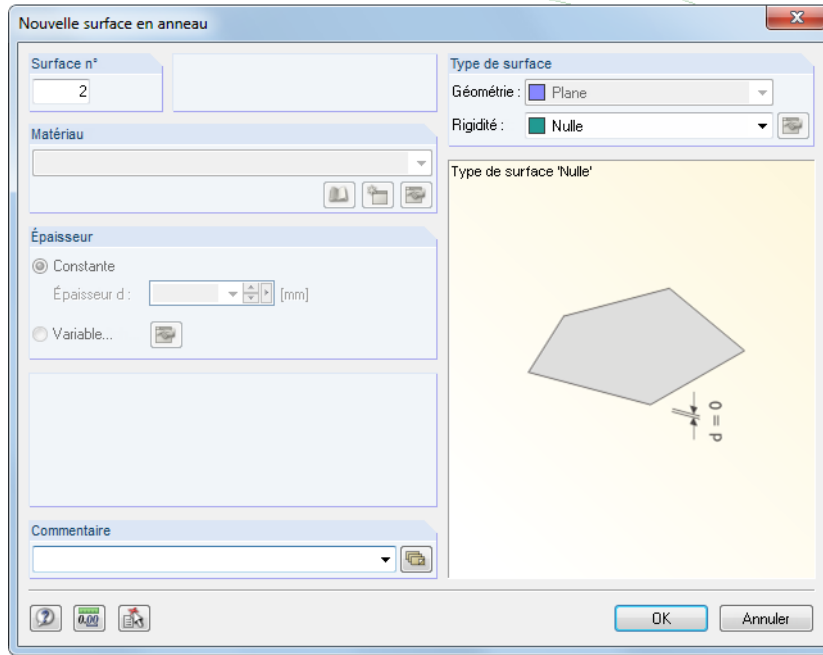 Nouvelle surface en anneau
Surface n°
2
Type de surface
Géométrie : Plane
Rigidité : Nulle
Matériau
Type de surface 'Nulle'
Épaisseur
Constante
Épaisseur d : [mm]
Variable...
d = 0
Commentaire
0.00
OK
Annuler